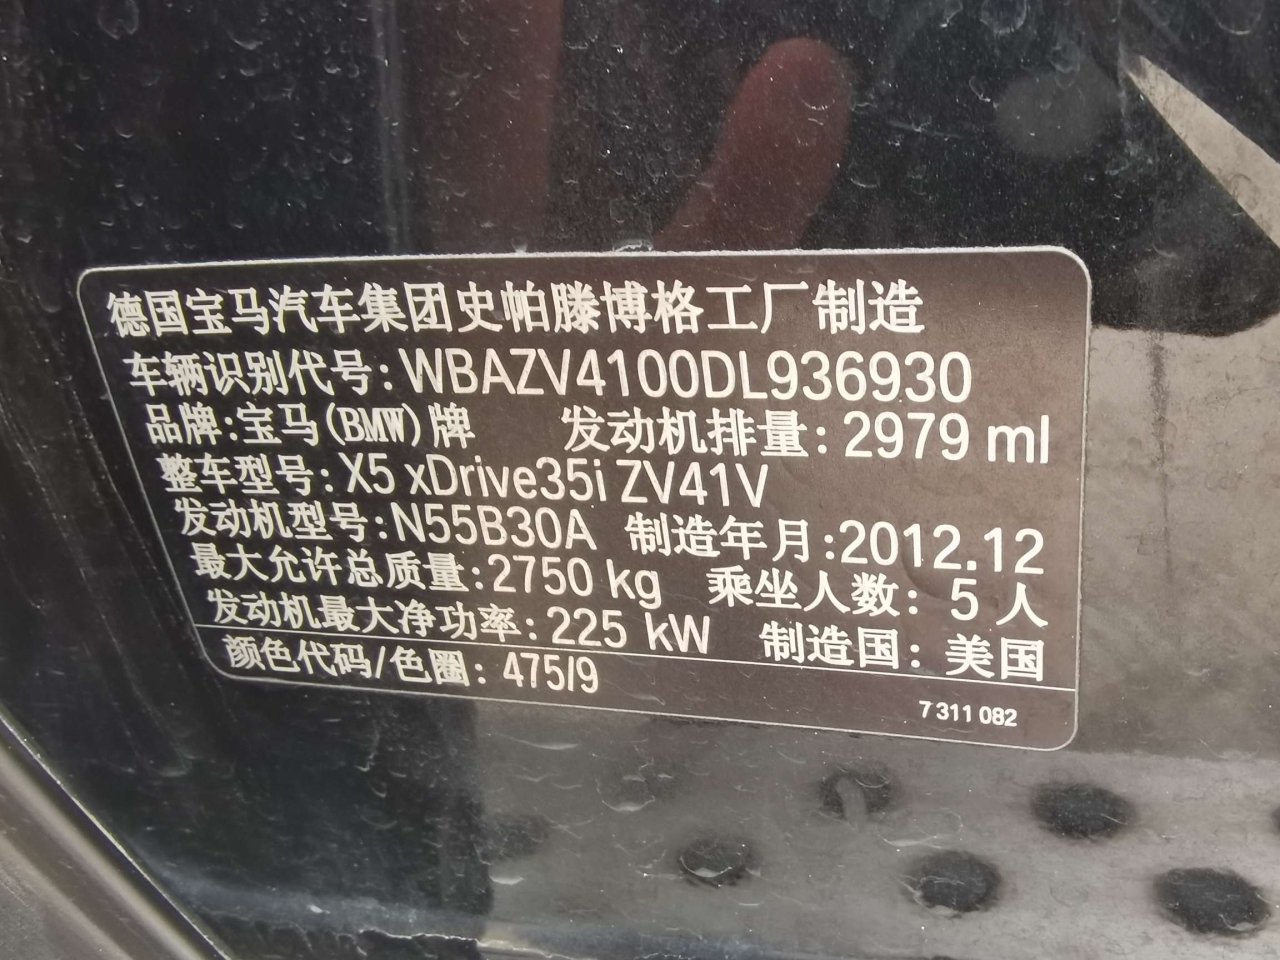 德国宝马汽车集团史帕滕博格工厂制造
车辆识别代号:WBAZV4100DL936930
品牌:宝马(BMW)牌 发动机排量:2979 ml
整车型号:X5 xDrive35i ZV41V
发动机型号:N55B30A 制造年月:2012.12
最大允许总质量:2750 kg 乘坐人数:5人
发动机最大净功率:225 kW 制造国:美国
颜色代码/色圈:475/9
7 311 082